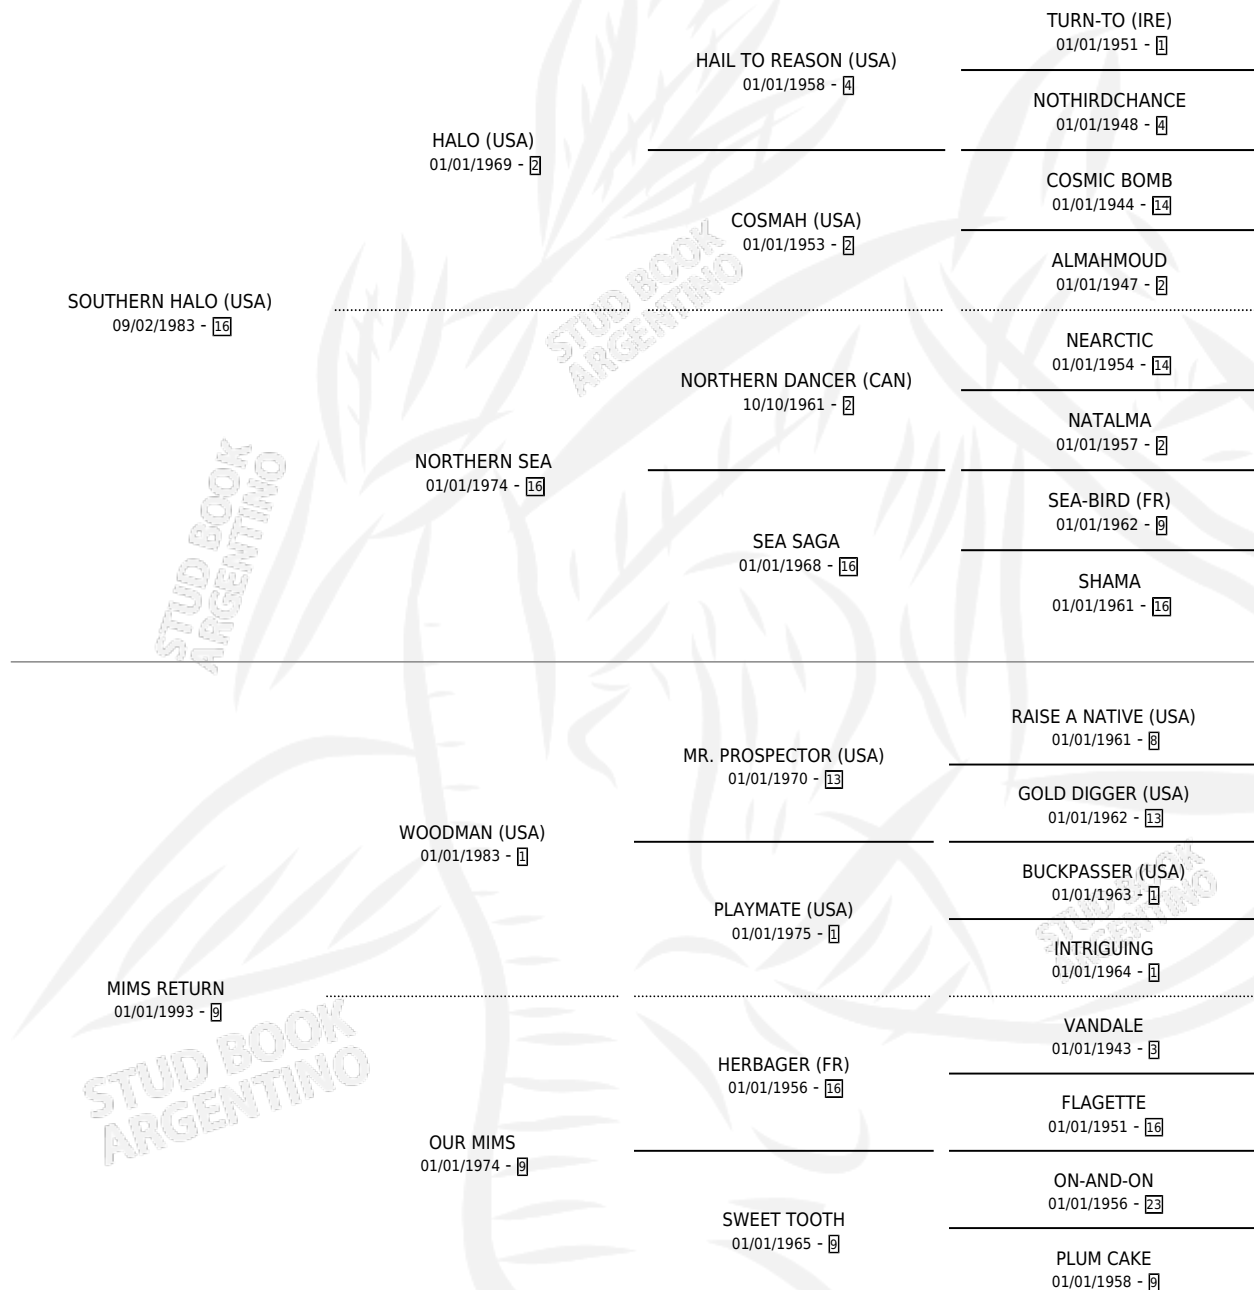 TURN-TO (IRE)
01/01/1951 - 1
HAIL TO REASON (USA)
01/01/1958 - 4
NOTHIRDCHANCE
01/01/1948 - 4
HALO (USA)
01/01/1969 - 2
COSMIC BOMB
01/01/1944 - 14
COSMAH (USA)
01/01/1953 - 2
ALMAHMOUD
01/01/1947 - 2
SOUTHERN HALO (USA)
09/02/1983 - 16
STUD BOOK
ARGENTINO
NEARCTIC
01/01/1954 - 14
NORTHERN DANCER (CAN)
10/10/1961 - 2
NATALMA
01/01/1957 - 2
NORTHERN SEA
01/01/1974 - 16
SEA-BIRD (FR)
01/01/1962 - 9
SEA SAGA
01/01/1968 - 16
SHAMA
01/01/1961 - 16
STUD BOOK
ARGENTINO
RAISE A NATIVE (USA)
01/01/1961 - 8
MR. PROSPECTOR (USA)
01/01/1970 - 13
GOLD DIGGER (USA)
01/01/1962 - 13
WOODMAN (USA)
01/01/1983 - 1
BUCKPASSER (USA)
01/01/1963 - 1
PLAYMATE (USA)
01/01/1975 - 1
INTRIGUING
01/01/1964 - 1
STUD BOOK
ARGENTINO
MIMS RETURN
01/01/1993 - 9
VANDALE
01/01/1943 - 3
HERBAGER (FR)
01/01/1956 - 16
FLAGETTE
01/01/1951 - 16
STUD BOOK
ARGENTINO
OUR MIMS
01/01/1974 - 9
ON-AND-ON
01/01/1956 - 23
SWEET TOOTH
01/01/1965 - 9
PLUM CAKE
01/01/1958 - 9